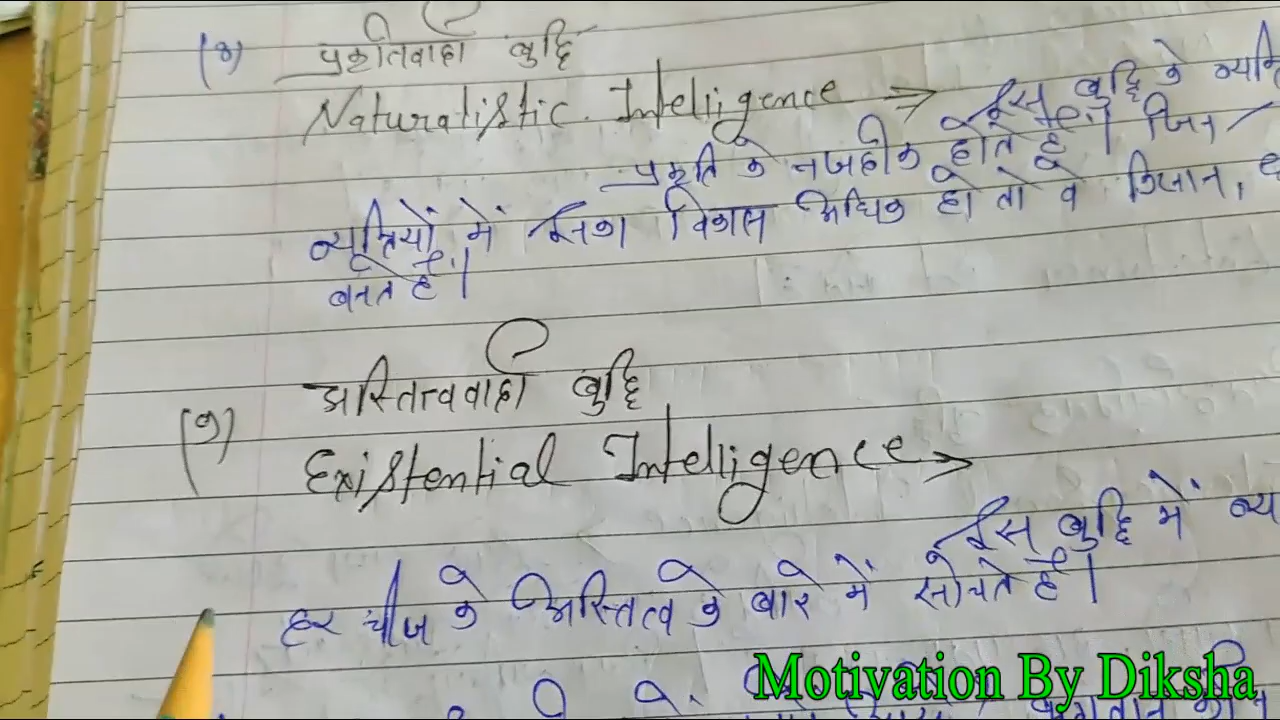 (8) प्रकृतिवादी बुद्धि
Naturalistic Intelligence → इस बुद्धि के
प्रकृति के नजदीक होते है। जिन
व्यक्तियों में इसका विकास अधिक हो तो वे किसान,
बनते है।
(9) अस्तित्ववादी बुद्धि
Existential Intelligence →
इस बुद्धि में व्य
हर चीज के अस्तित्व के बारे में सोचते है।
Motivation By Diksha